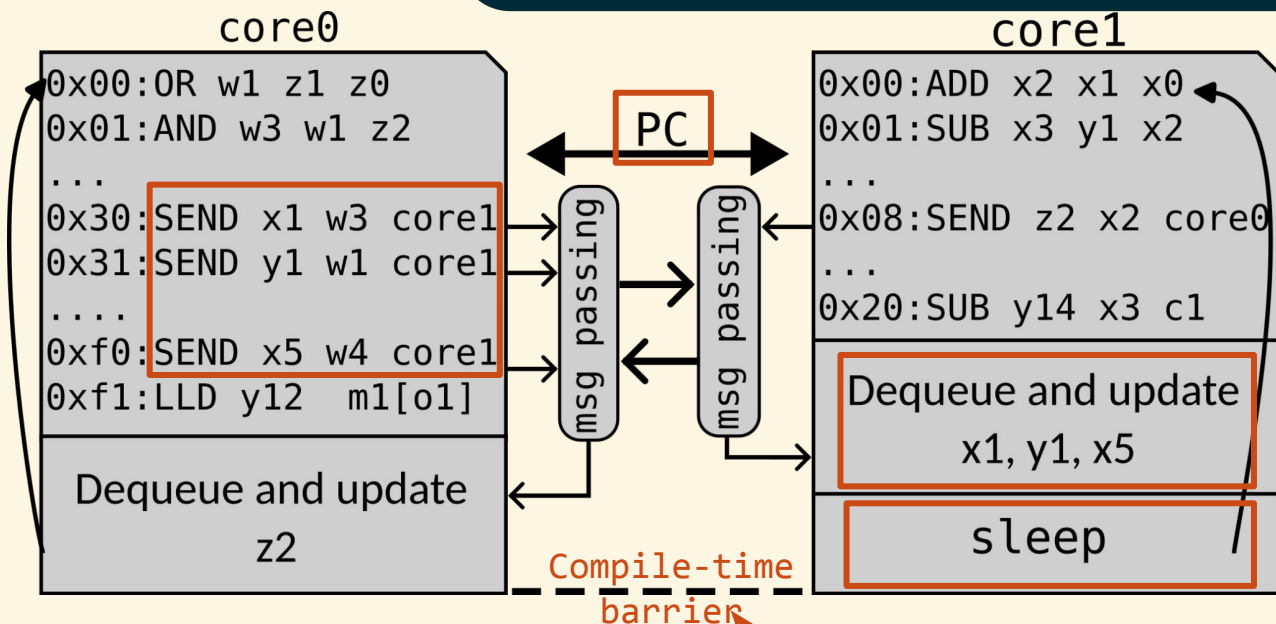 core0
0x00:OR w1 z1 z0
0x01:AND w3 w1 z2
...
0x30:SEND x1 w3 core1
0x31:SEND y1 w1 core1
....
0xf0:SEND x5 w4 core1
0xf1:LLD y12 m1[o1]
Dequeue and update
z2
PC
msg passing
msg passing
Compile-time
barrier
core1
0x00:ADD x2 x1 x0
0x01:SUB x3 y1 x2
...
0x08:SEND z2 x2 core0
...
0x20:SUB y14 x3 c1
Dequeue and update
x1, y1, x5
sleep